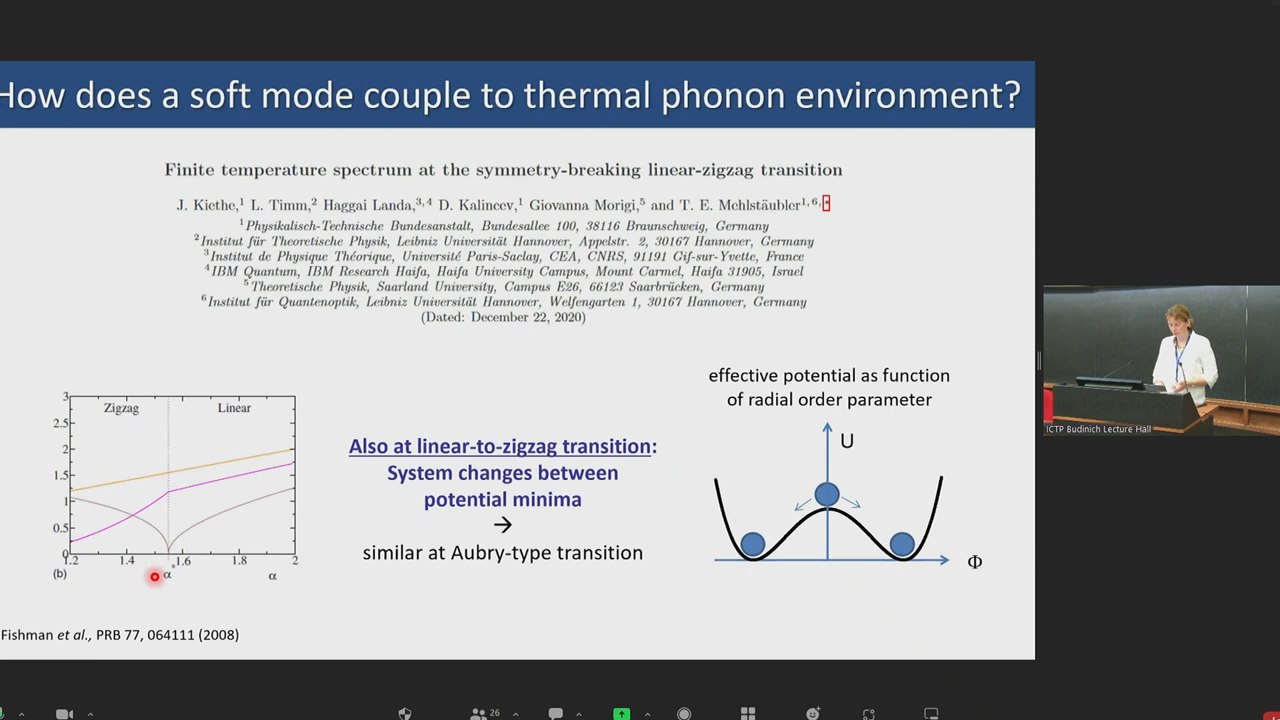 How does a soft mode couple to thermal phonon environment?
Finite temperature spectrum at the symmetry-breaking linear-zigzag transition
J. Kiethe,¹ L. Timm,² Haggai Landa,³,⁴ D. Kalincev,¹ Giovanna Morigi,⁵ and T. E. Mehlstäubler¹,⁶,*
¹Physikalisch-Technische Bundesanstalt, Bundesallee 100, 38116 Braunschweig, Germany
²Institut für Theoretische Physik, Leibniz Universität Hannover, Appelstr. 2, 30167 Hannover, Germany
³Institut de Physique Théorique, Université Paris-Saclay, CEA, CNRS, 91191 Gif-sur-Yvette, France
⁴IBM Quantum, IBM Research Haifa, Haifa University Campus, Mount Carmel, Haifa 31905, Israel
⁵Theoretische Physik, Saarland University, Campus E26, 66123 Saarbrücken, Germany
⁶Institut für Quantenoptik, Leibniz Universität Hannover, Welfengarten 1, 30167 Hannover, Germany
(Dated: December 22, 2020)
3
2.5
2
1.5
1
0.5
0
Zigzag Linear
1.2 1.4 1.6 1.8 2
(b) α* α
Also at linear-to-zigzag transition:
System changes between
potential minima
→
similar at Aubry-type transition
effective potential as function
of radial order parameter
U
Φ
Fishman et al., PRB 77, 064111 (2008)
ICTP Budinich Lecture Hall
26